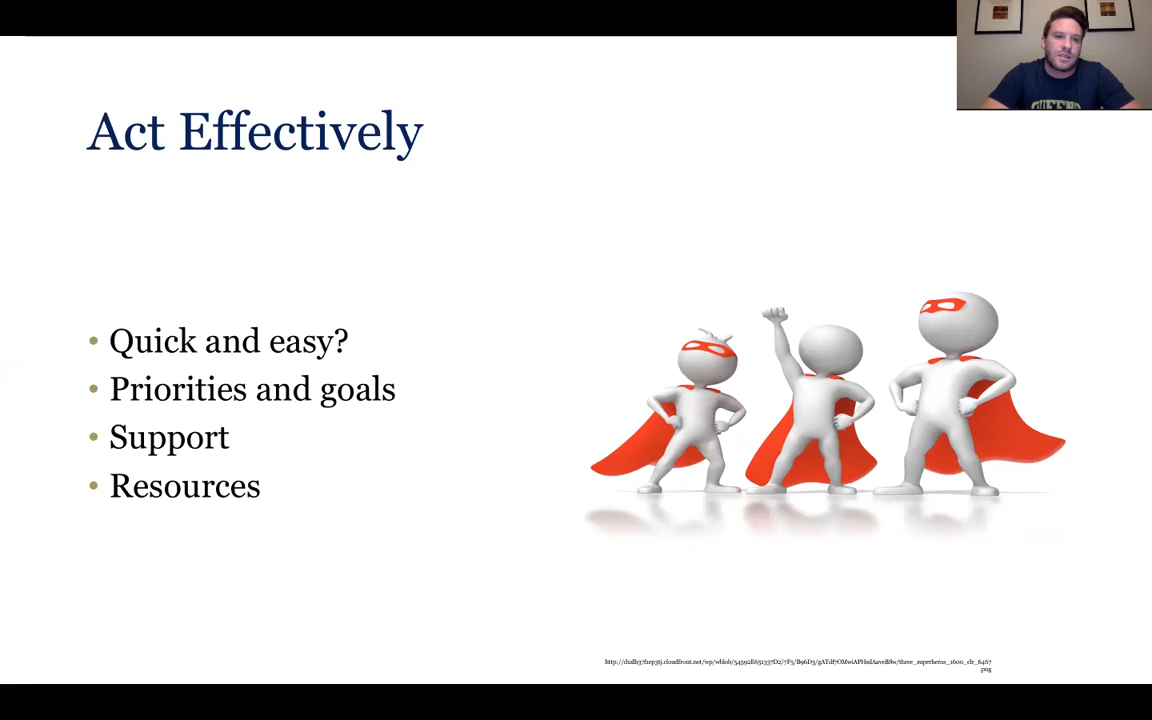 Act Effectively
• Quick and easy?
• Priorities and goals
• Support
• Resources